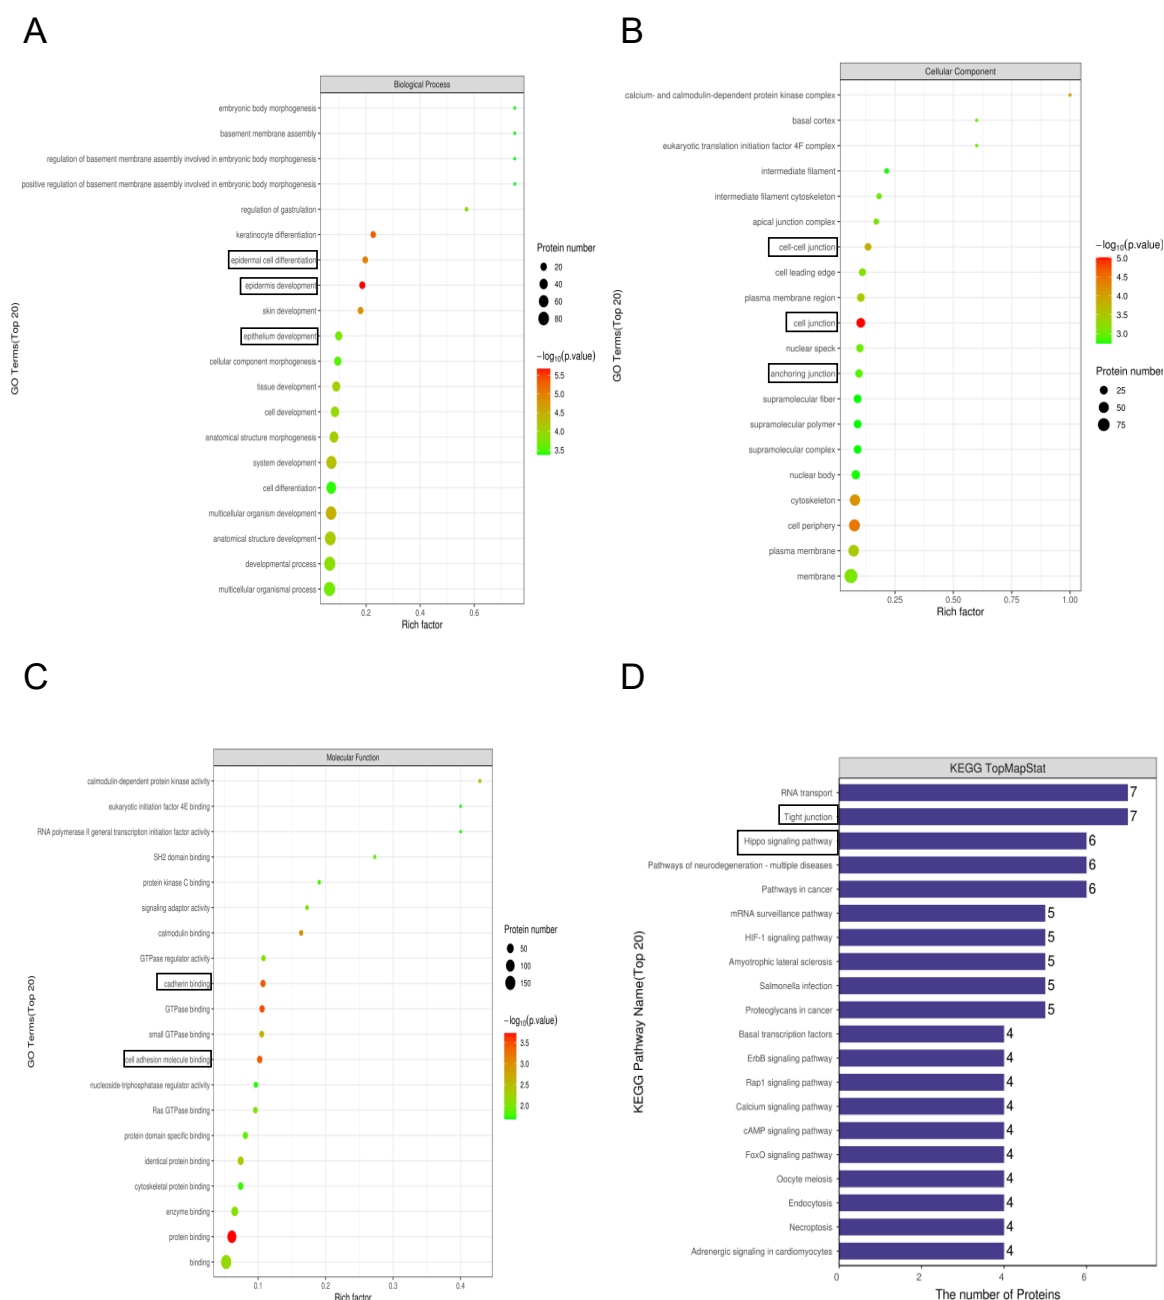 A
Biological Process
embryonic body morphogenesis
basement membrane assembly
regulation of basement membrane assembly involved in embryonic body morphogenesis
positive regulation of basement membrane assembly involved in embryonic body morphogenesis
regulation of gastrulation
keratinocyte differentiation
epidermal cell differentiation
epidermis development
skin development
epithelium development
cellular component morphogenesis
tissue development
cell development
anatomical structure morphogenesis
system development
cell differentiation
multicellular organism development
anatomical structure development
developmental process
multicellular organismal process
GO Terms(Top 20)
0.2 0.4 0.6
Rich factor
Protein number
20
40
60
80
−log10(p.value)
5.5
5.0
4.5
4.0
3.5
B
Cellular Component
calcium- and calmodulin-dependent protein kinase complex
basal cortex
eukaryotic translation initiation factor 4F complex
intermediate filament
intermediate filament cytoskeleton
apical junction complex
cell-cell junction
cell leading edge
plasma membrane region
cell junction
nuclear speck
anchoring junction
supramolecular fiber
supramolecular polymer
supramolecular complex
nuclear body
cytoskeleton
cell periphery
plasma membrane
membrane
GO Terms(Top 20)
0.25 0.50 0.75 1.00
Rich factor
−log10(p.value)
5.0
4.5
4.0
3.5
3.0
Protein number
25
50
75
C
Molecular Function
calmodulin-dependent protein kinase activity
eukaryotic initiation factor 4E binding
RNA polymerase II general transcription initiation factor activity
SH2 domain binding
protein kinase C binding
signaling adaptor activity
calmodulin binding
GTPase regulator activity
cadherin binding
GTPase binding
small GTPase binding
cell adhesion molecule binding
nucleoside-triphosphatase regulator activity
Ras GTPase binding
protein domain specific binding
identical protein binding
cytoskeletal protein binding
enzyme binding
protein binding
binding
GO Terms(Top 20)
0.1 0.2 0.3 0.4
Rich factor
Protein number
50
100
150
−log10(p.value)
3.5
3.0
2.5
2.0
D
KEGG TopMapStat
RNA transport 7
Tight junction 7
Hippo signaling pathway 6
Pathways of neurodegeneration - multiple diseases 6
Pathways in cancer 6
mRNA surveillance pathway 5
HIF-1 signaling pathway 5
Amyotrophic lateral sclerosis 5
Salmonella infection 5
Proteoglycans in cancer 5
Basal transcription factors 4
ErbB signaling pathway 4
Rap1 signaling pathway 4
Calcium signaling pathway 4
cAMP signaling pathway 4
FoxO signaling pathway 4
Oocyte meiosis 4
Endocytosis 4
Necroptosis 4
Adrenergic signaling in cardiomyocytes 4
KEGG Pathway Name(Top 20)
0 2 4 6
The number of Proteins